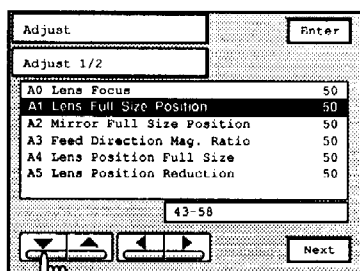 Adjust
Enter
Adjust 1/2
A0 Lens Focus 50
A1 Lens Full Size Position 50
A2 Mirror Full Size Position 50
A3 Feed Direction Mag. Ratio 50
A4 Lens Position Full Size 50
A5 Lens Position Reduction 50
43-58
Next